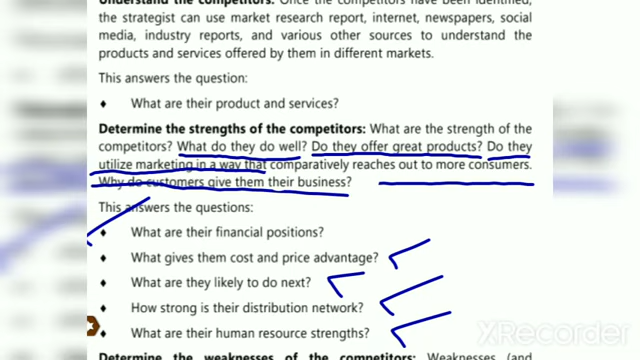 Understand the competitors: Once the competitors have been identified,
the strategist can use market research report, internet, newspapers, social
media, industry reports, and various other sources to understand the
products and services offered by them in different markets.
This answers the question:
♦ What are their product and services?
Determine the strengths of the competitors: What are the strength of the
competitors? What do they do well? Do they offer great products? Do they
utilize marketing in a way that comparatively reaches out to more consumers.
Why do customers give them their business?
This answers the questions:
♦ What are their financial positions?
♦ What gives them cost and price advantage?
♦ What are they likely to do next?
♦ How strong is their distribution network?
♦ What are their human resource strengths?
Determine the weaknesses of the competitors: Weaknesses (and
XRecorder